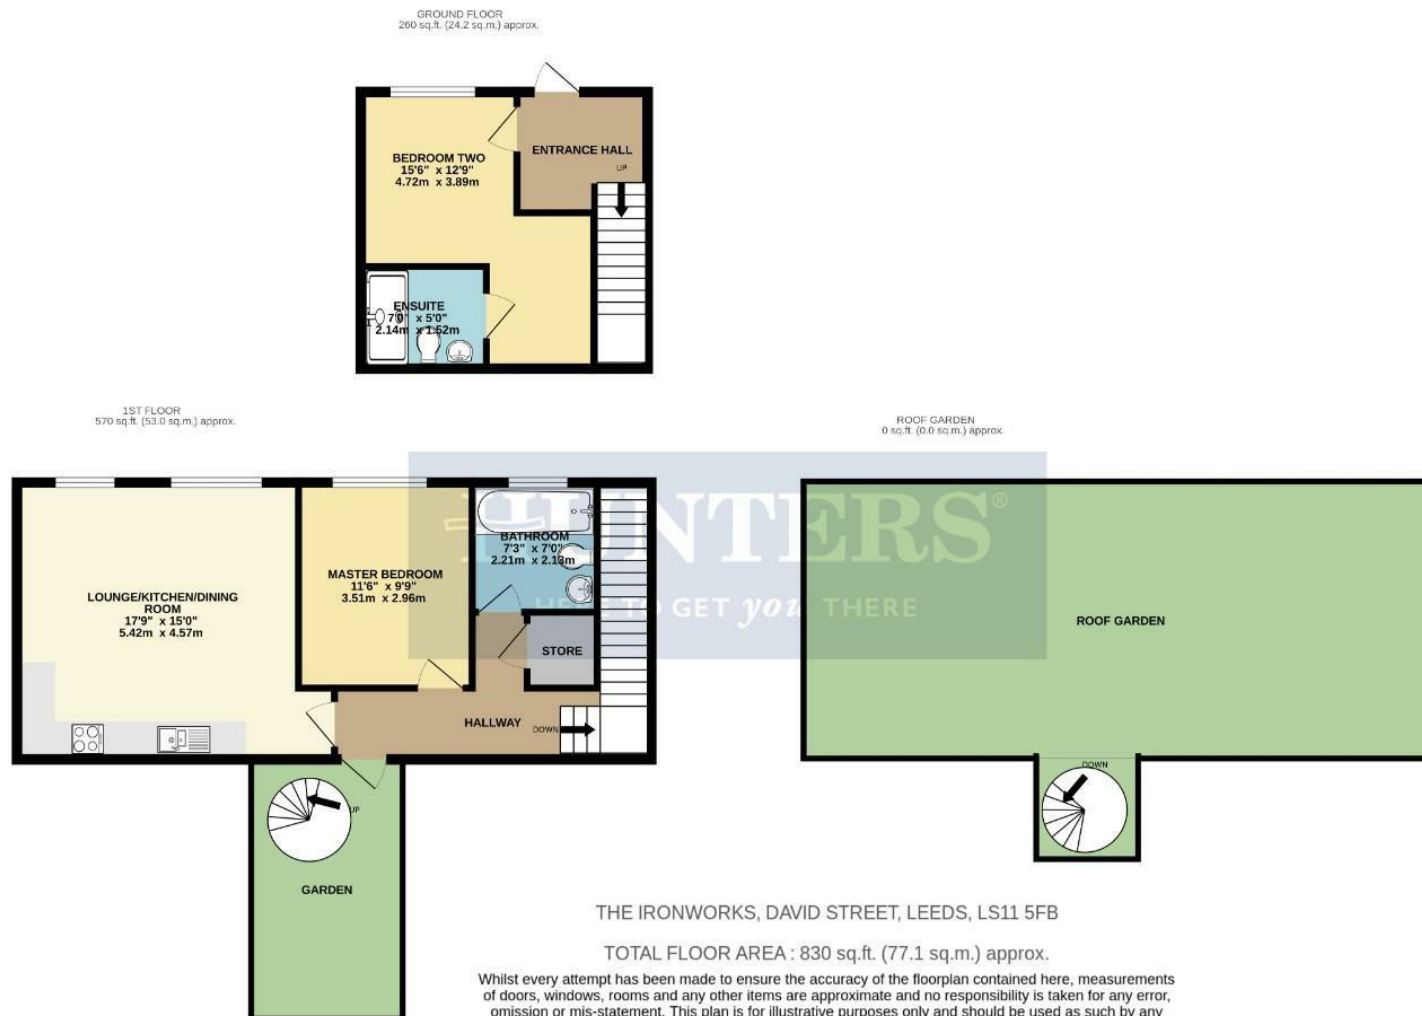 GROUND FLOOR
260 sq.ft. (24.2 sq.m.) approx.
BEDROOM TWO
15'6" x 12'9"
4.72m x 3.89m
ENTRANCE HALL
UP
ENSUITE
7'0" x 5'0"
2.14m x 1.52m
1ST FLOOR
570 sq.ft. (53.0 sq.m.) approx.
ROOF GARDEN
0 sq.ft. (0.0 sq.m.) approx.
HUNTERS®
HERE TO GET you THERE
LOUNGE/KITCHEN/DINING
ROOM
17'9" x 15'0"
5.42m x 4.57m
MASTER BEDROOM
11'6" x 9'9"
3.51m x 2.96m
BATHROOM
7'3" x 7'0"
2.21m x 2.13m
STORE
HALLWAY
DOWN
ROOF GARDEN
DOWN
UP
GARDEN
THE IRONWORKS, DAVID STREET, LEEDS, LS11 5FB
TOTAL FLOOR AREA : 830 sq.ft. (77.1 sq.m.) approx.
Whilst every attempt has been made to ensure the accuracy of the floorplan contained here, measurements
of doors, windows, rooms and any other items are approximate and no responsibility is taken for any error,
omission or mis-statement. This plan is for illustrative purposes only and should be used as such by any